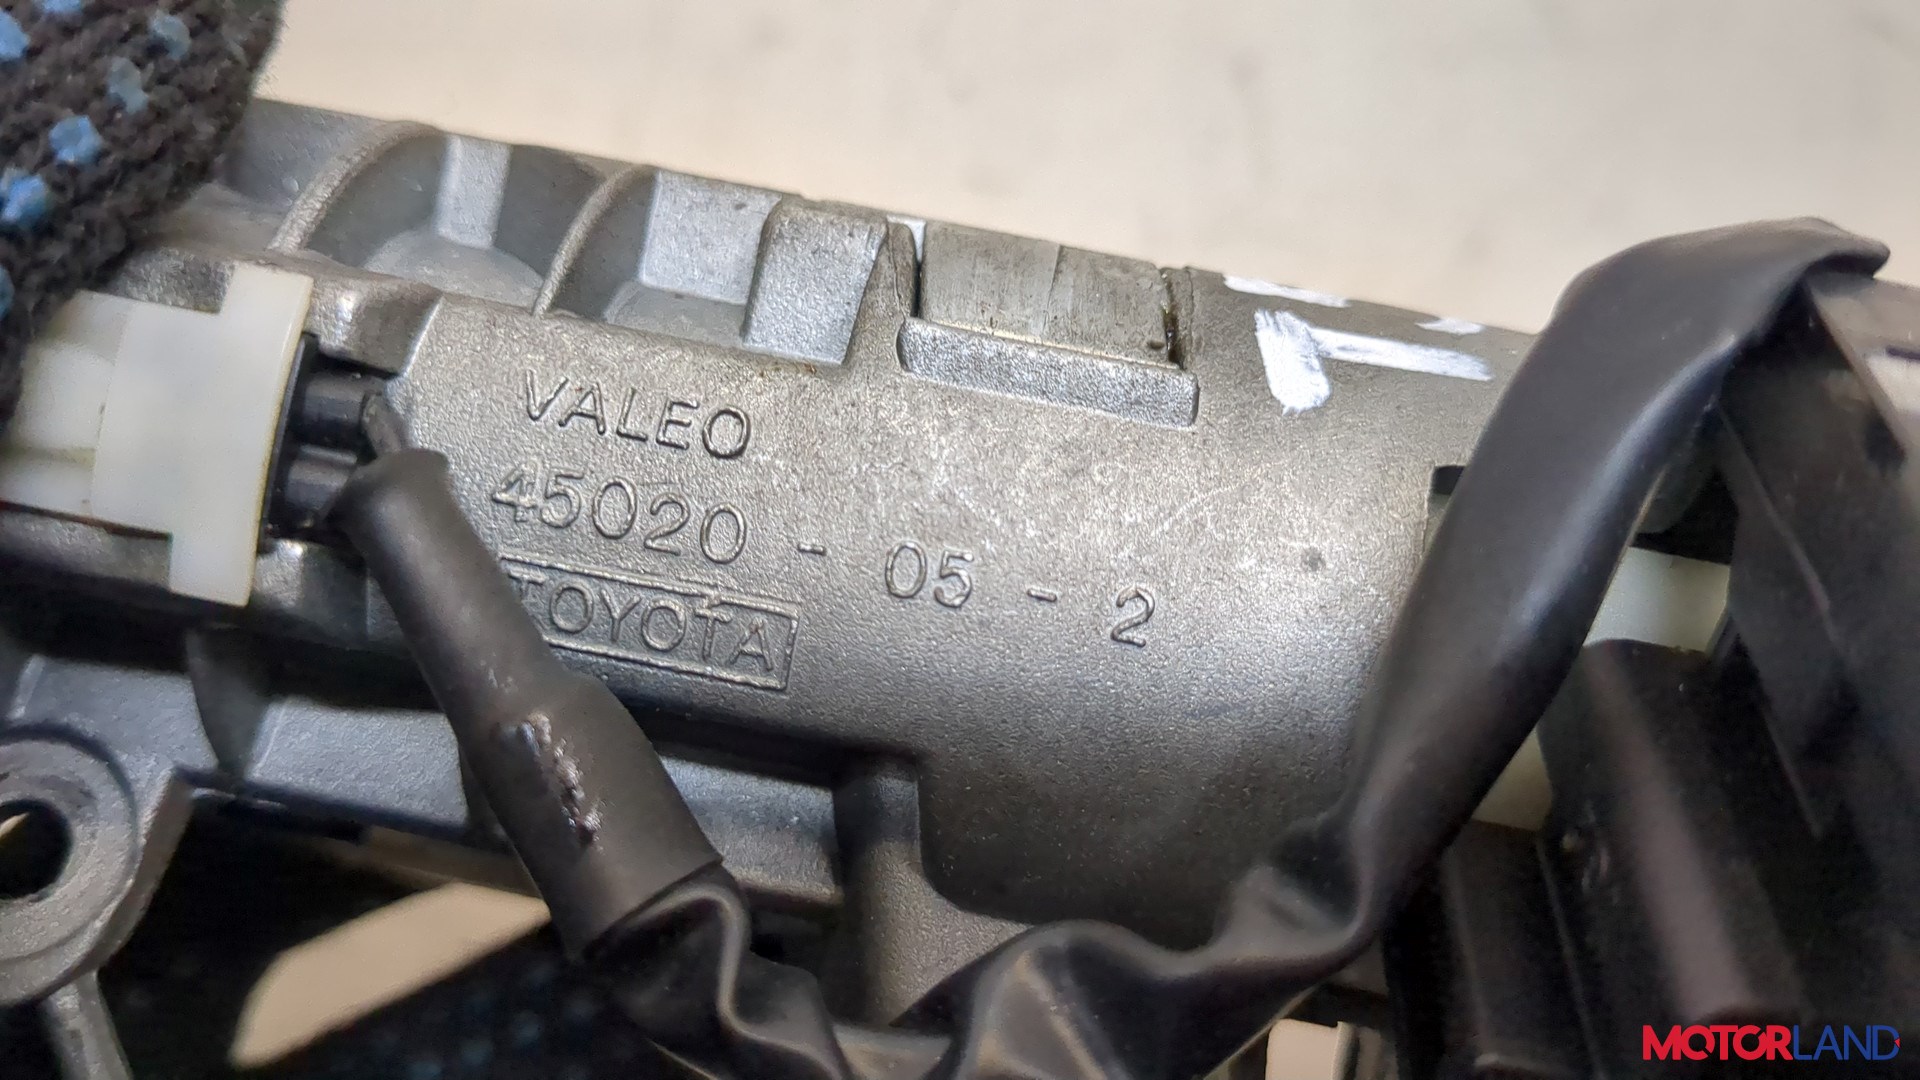 VALEO
45020 - 05 - 2
TOYOTA
MOTORLAND